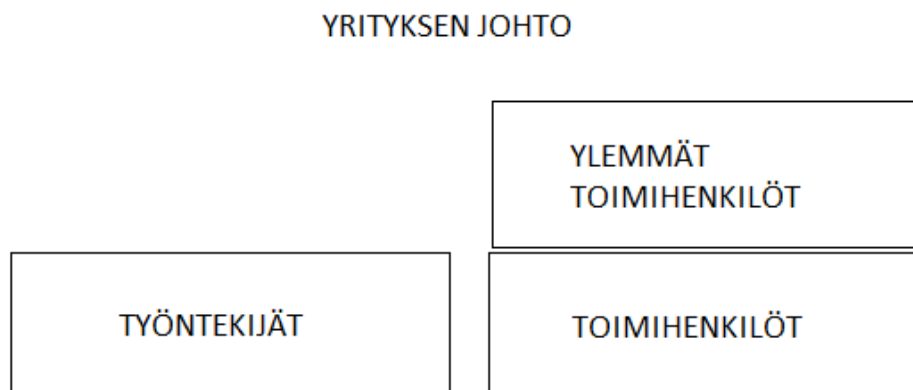 YRITYKSEN JOHTO
YLEMMÄT
TOIMIHENKILÖT
TYÖNTEKIJÄT
TOIMIHENKILÖT